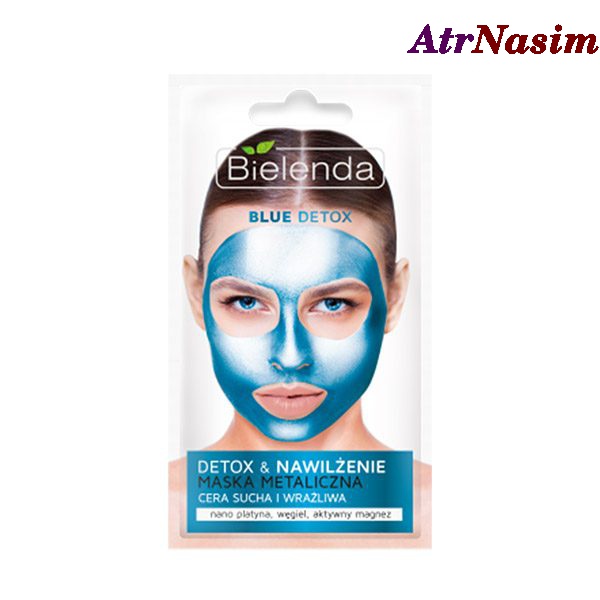 AtrNasim
Bielenda
BLUE DETOX
DETOX & NAWILŻENIE
MASKA METALICZNA
CERA SUCHA I WRAŻLIWA
nano platyna, węgiel, aktywny magnez